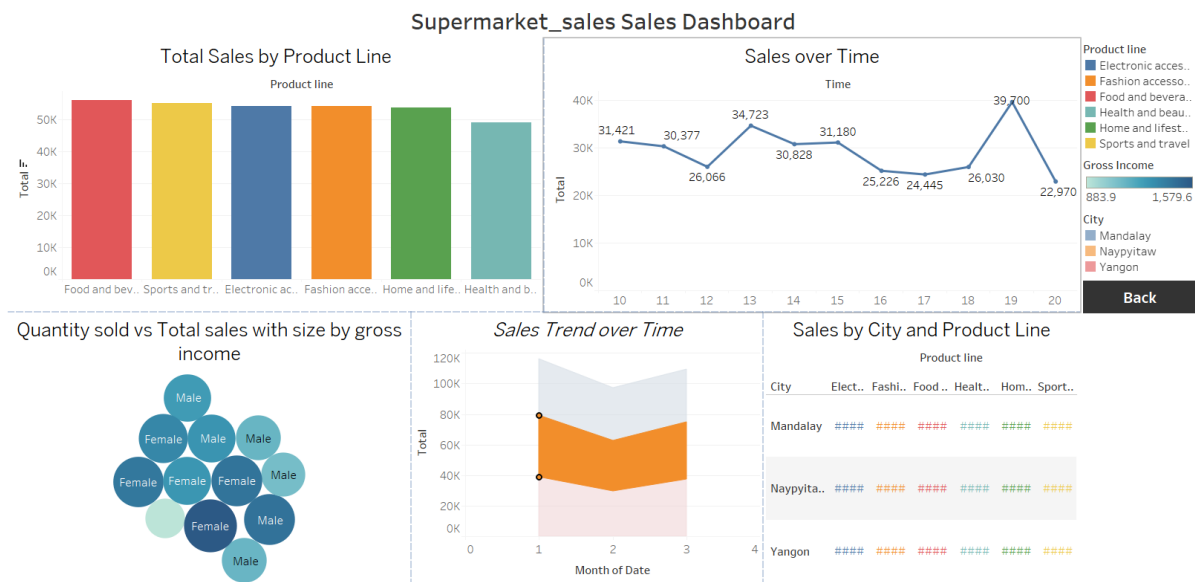 Supermarket_sales Sales Dashboard
Total Sales by Product Line
Product line
Total
50K
40K
30K
20K
10K
0K
Food and bev.. Sports and tr.. Electronic ac.. Fashion acce.. Home and life.. Health and b..
Sales over Time
Time
Total
40K
30K
20K
10K
0K
31,421
30,377
26,066
34,723
30,828
31,180
25,226
24,445
26,030
39,700
22,970
10 11 12 13 14 15 16 17 18 19 20
Product line
Electronic acces..
Fashion accesso..
Food and bevera..
Health and beau..
Home and lifest..
Sports and travel
Gross Income
883.9 1,579.6
City
Mandalay
Naypyitaw
Yangon
Back
Quantity sold vs Total sales with size by gross
income
Male
Female Male Male
Female Female Female Male
Female Male
Male
Sales Trend over Time
Total
120K
100K
80K
60K
40K
20K
0K
0 1 2 3 4
Month of Date
Sales by City and Product Line
Product line
City Elect.. Fashi.. Food .. Healt.. Hom.. Sport..
Mandalay #### #### #### #### #### ####
Naypyita.. #### #### #### #### #### ####
Yangon #### #### #### #### #### ####